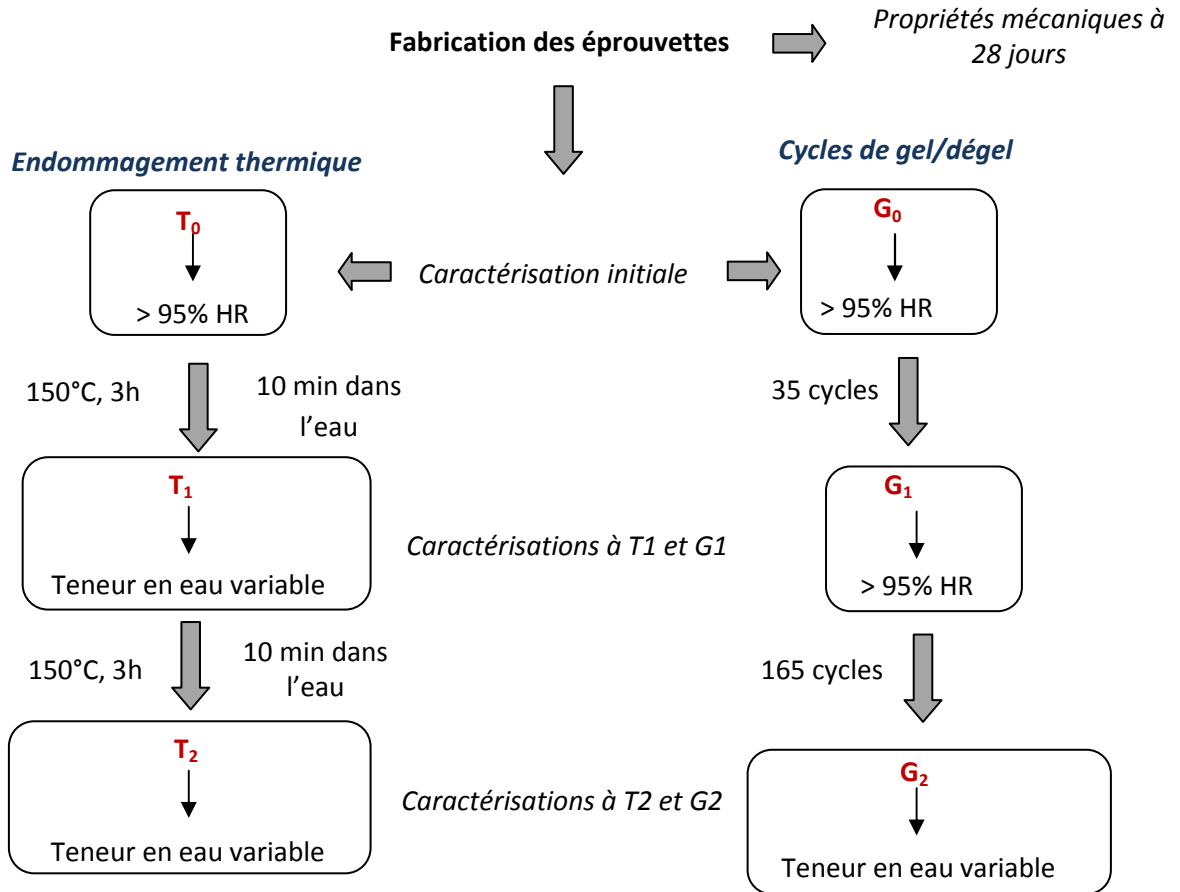 Fabrication des éprouvettes
Propriétés mécaniques à
28 jours
Endommagement thermique
Cycles de gel/dégel
T0
> 95% HR
Caractérisation initiale
G0
> 95% HR
150°C, 3h
10 min dans
l’eau
35 cycles
T1
Teneur en eau variable
Caractérisations à T1 et G1
G1
> 95% HR
150°C, 3h
10 min dans
l’eau
165 cycles
T2
Teneur en eau variable
Caractérisations à T2 et G2
G2
Teneur en eau variable